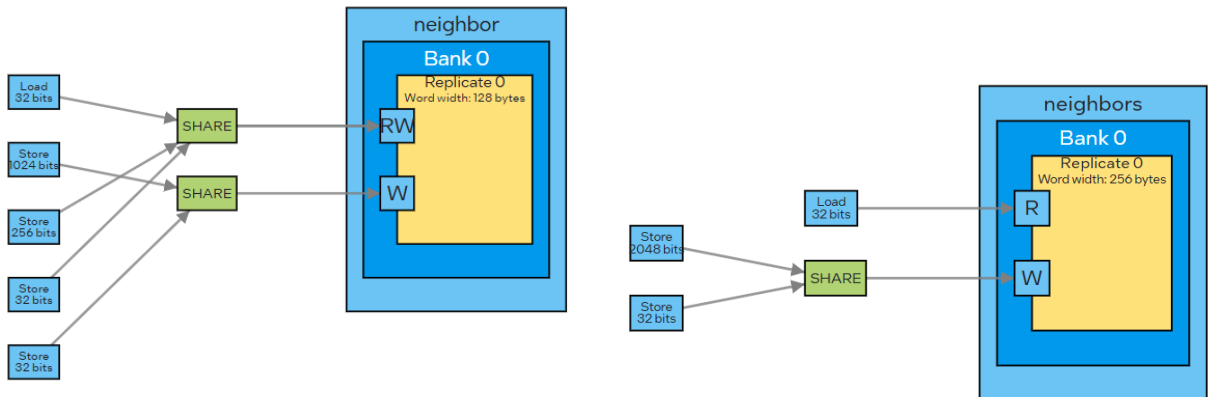 neighbor
Bank 0
Replicate 0
Word width: 128 bytes
Load
32 bits
SHARE
RW
Store
1024 bits
SHARE
W
Store
256 bits
Store
32 bits
Store
32 bits
neighbors
Bank 0
Replicate 0
Word width: 256 bytes
Load
32 bits
R
Store
2048 bits
SHARE
W
Store
32 bits